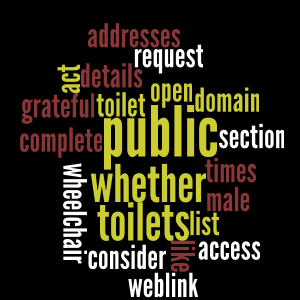 addresses
request
act
details
open
grateful
toilet
domain
public
complete
section
times
whether
wheelchair
male
toilets
list
like
access
consider
weblink